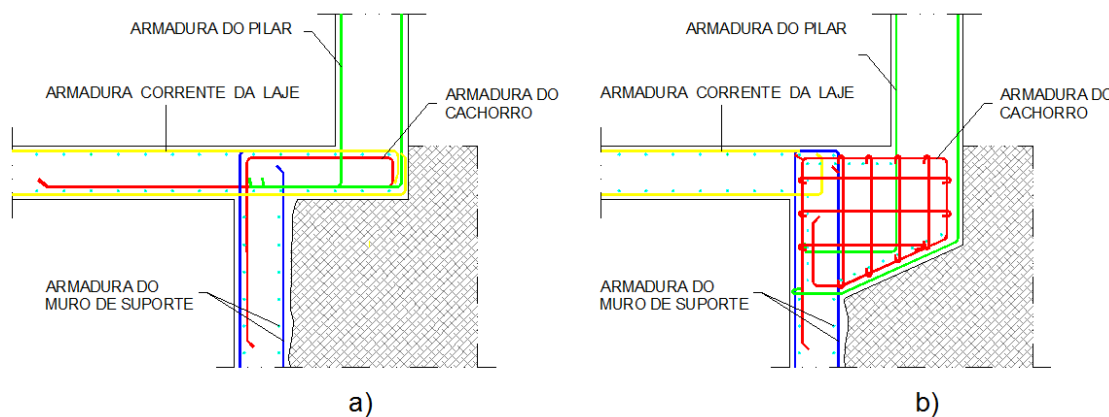 ARMADURA DO PILAR
ARMADURA CORRENTE DA LAJE
ARMADURA DO
CACHORRO
ARMADURA DO
MURO DE SUPORTE
a)
ARMADURA DO PILAR
ARMADURA CORRENTE DA LAJE
ARMADURA DO
CACHORRO
ARMADURA DO
MURO DE SUPORTE
b)